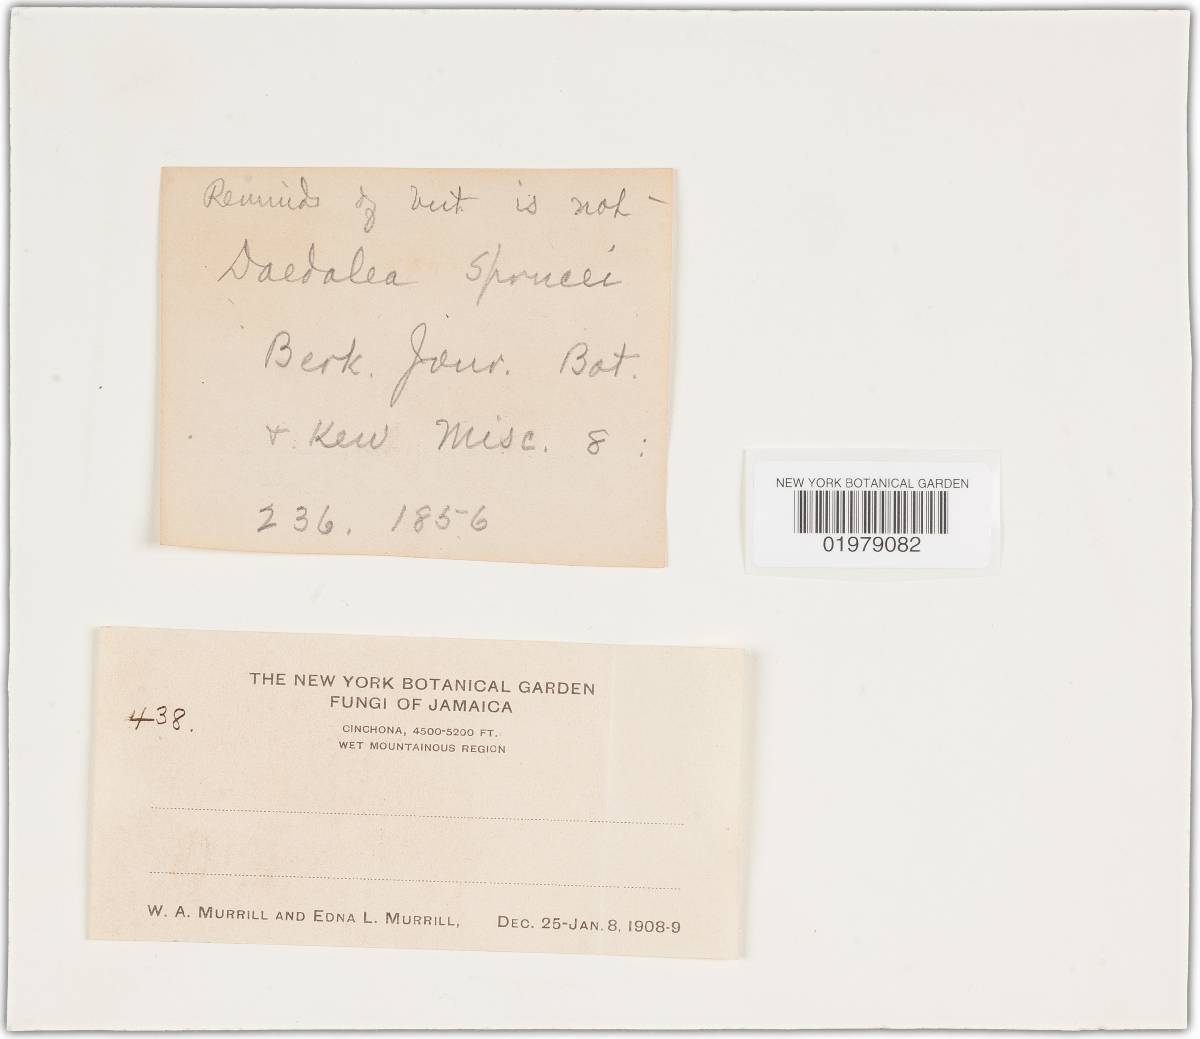 Reminds of but is not -
Daedalea Sprucei
Berk. Jour. Bot.
+ Kew Misc. 8 :
236. 1856
NEW YORK BOTANICAL GARDEN
01979082
THE NEW YORK BOTANICAL GARDEN
FUNGI OF JAMAICA
438.
CINCHONA, 4500-5200 FT.
WET MOUNTAINOUS REGION
W. A. MURRILL AND EDNA L. MURRILL, DEC. 25-JAN. 8, 1908-9